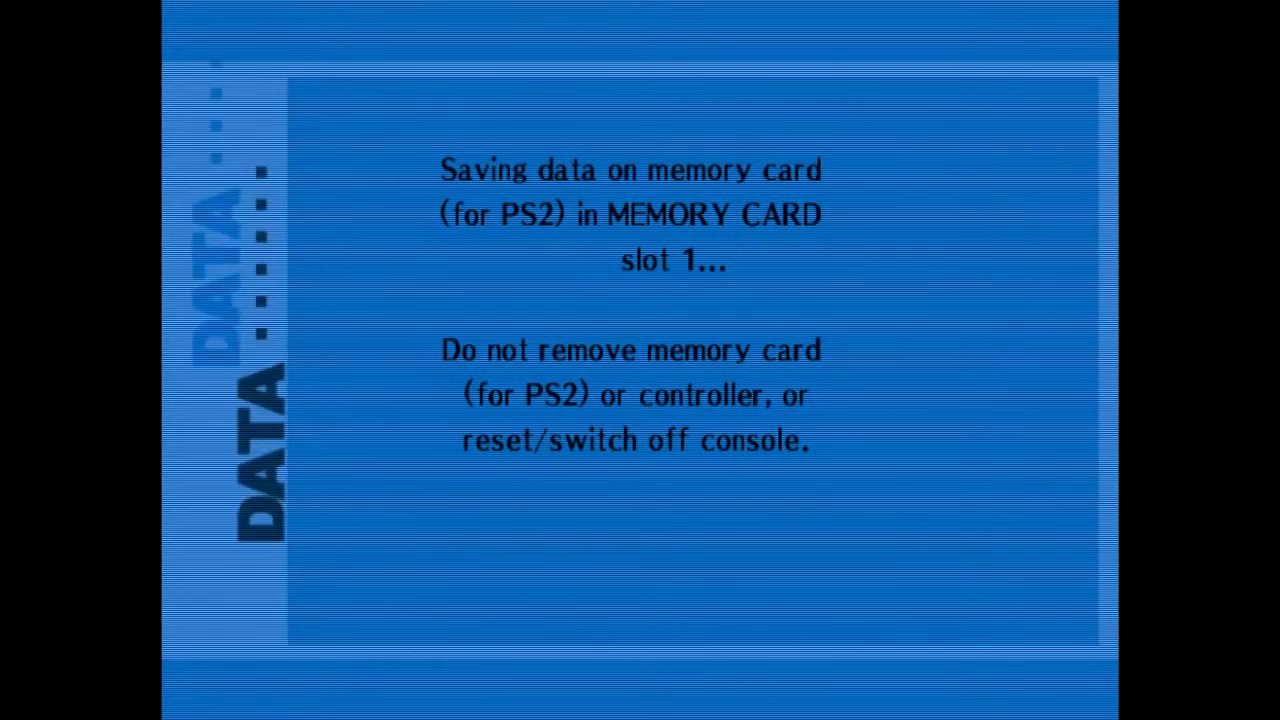 Saving data on memory card
(for PS2) in MEMORY CARD
slot 1...
Do not remove memory card
(for PS2) or controller, or
reset/switch off console.
DATA......
DATA....